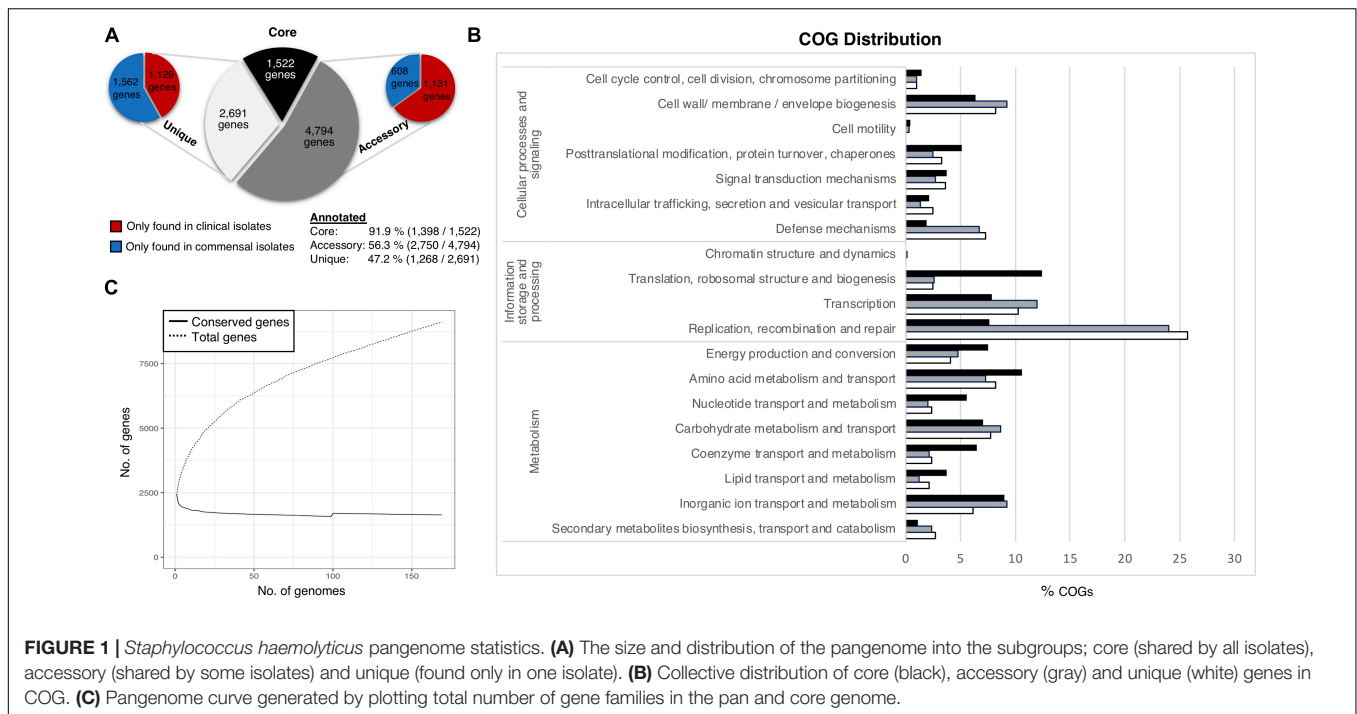 A
Core
1,522
genes
1,562
genes
1,129
genes
608
genes
1,131
genes
2,691
genes
4,794
genes
Unique
Accessory
Only found in clinical isolates
Only found in commensal isolates
Annotated
Core: 91.9 % (1,398 / 1,522)
Accessory: 56.3 % (2,750 / 4,794)
Unique: 47.2 % (1,268 / 2,691)
B
COG Distribution
Cellular processes and
signaling
Cell cycle control, cell division, chromosome partitioning
Cell wall/ membrane / envelope biogenesis
Cell motility
Posttranslational modification, protein turnover, chaperones
Signal transduction mechanisms
Intracellular trafficking, secretion and vesicular transport
Defense mechanisms
Information
storage and
processing
Chromatin structure and dynamics
Translation, robosomal structure and biogenesis
Transcription
Replication, recombination and repair
Metabolism
Energy production and conversion
Amino acid metabolism and transport
Nucleotide transport and metabolism
Carbohydrate metabolism and transport
Coenzyme transport and metabolism
Lipid transport and metabolism
Inorganic ion transport and metabolism
Secondary metabolites biosynthesis, transport and catabolism
0 5 10 15 20 25 30
% COGs
C
Conserved genes
Total genes
No. of genes
7500
5000
2500
0
0 50 100 150
No. of genomes
FIGURE 1 | Staphylococcus haemolyticus pangenome statistics. (A) The size and distribution of the pangenome into the subgroups; core (shared by all isolates),
accessory (shared by some isolates) and unique (found only in one isolate). (B) Collective distribution of core (black), accessory (gray) and unique (white) genes in
COG. (C) Pangenome curve generated by plotting total number of gene families in the pan and core genome.